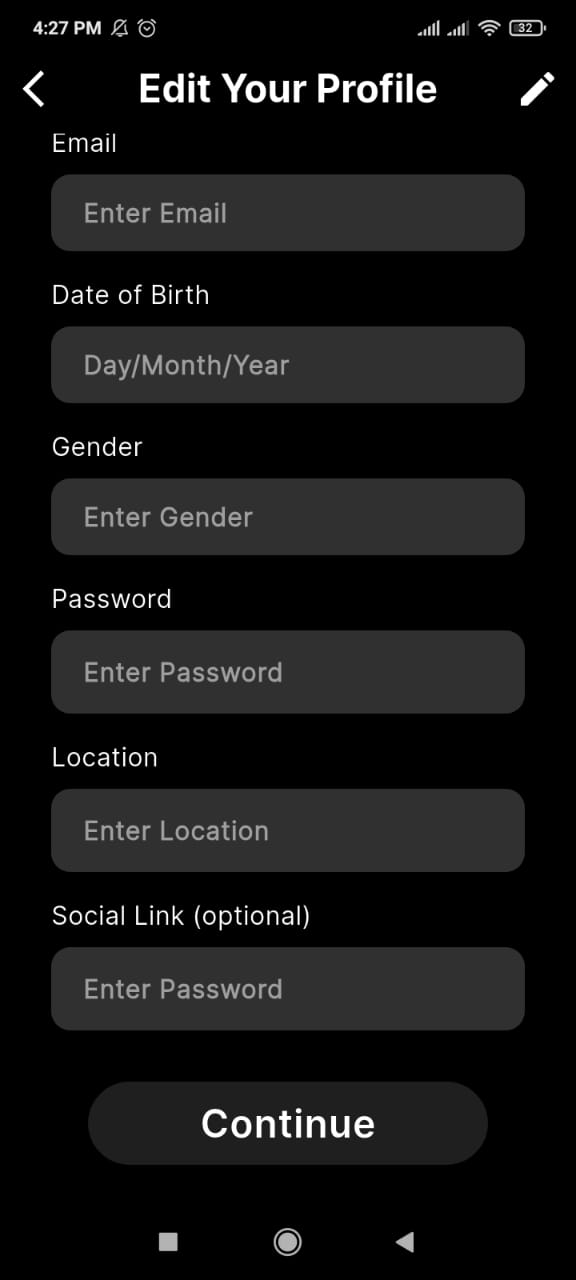 4:27 PM 32
Edit Your Profile
Email
Enter Email
Date of Birth
Day/Month/Year
Gender
Enter Gender
Password
Enter Password
Location
Enter Location
Social Link (optional)
Enter Password
Continue